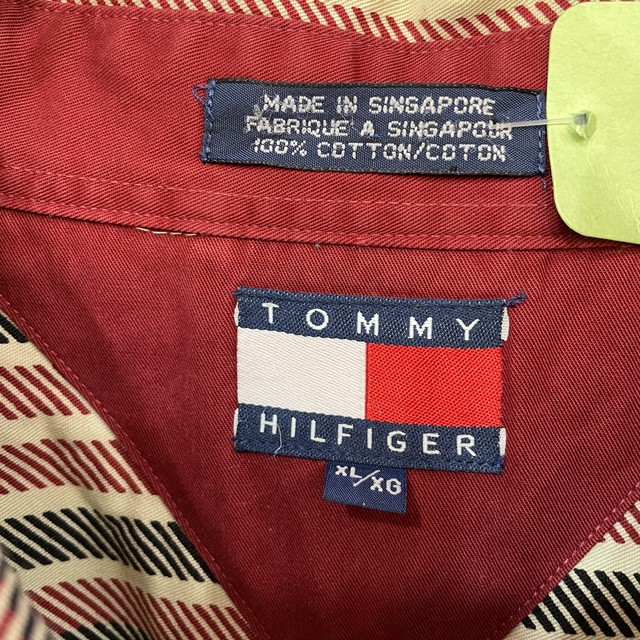 MADE IN SINGAPORE
FABRIQUE A SINGAPOUR
100% COTTON/COTON
TOMMY
HILFIGER
XL/XG